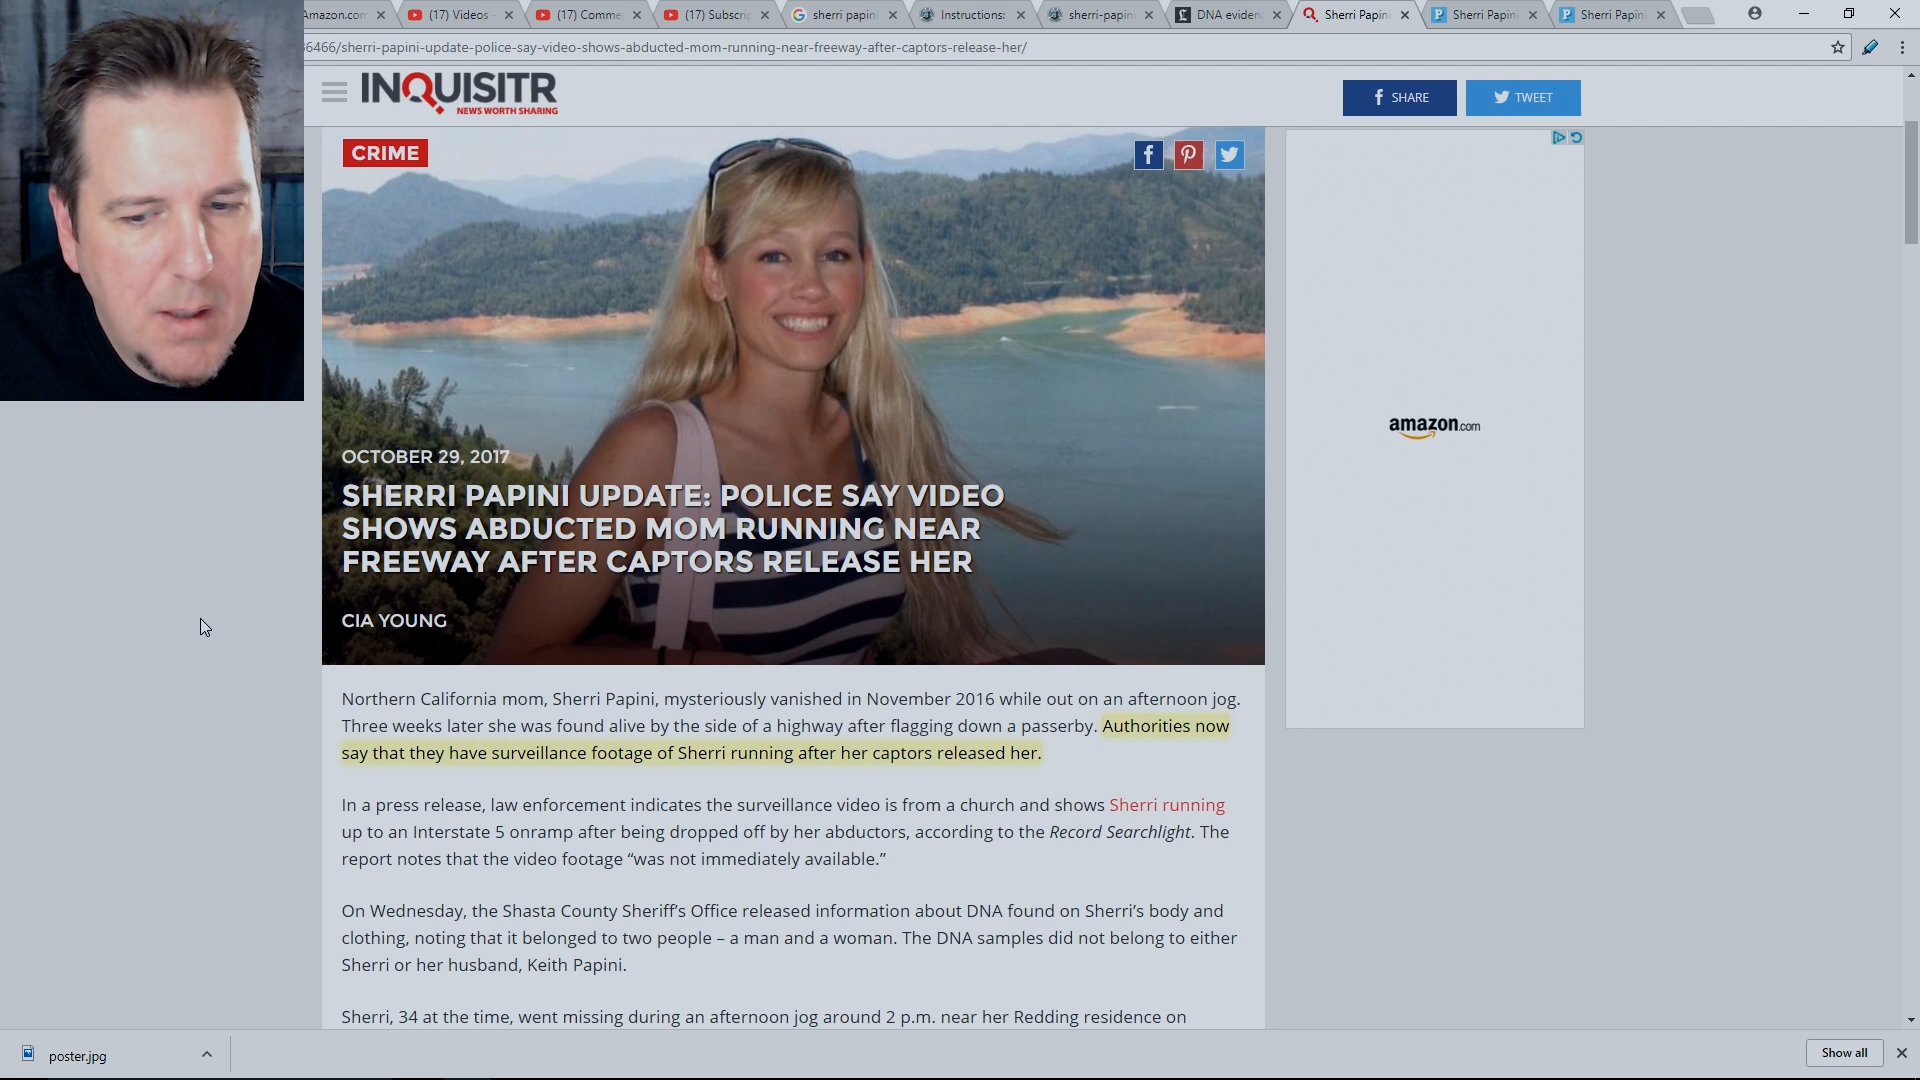 Amazon.com
(17) Videos -
(17) Comme
(17) Subscrip
sherri papin
Instructions:
sherri-papin
DNA eviden
Sherri Papin
Sherri Papin
Sherri Papin
36466/sherri-papini-update-police-say-video-shows-abducted-mom-running-near-freeway-after-captors-release-her/
INQUISITR
NEWS WORTH SHARING
SHARE
TWEET
CRIME
amazon.com
OCTOBER 29, 2017
SHERRI PAPINI UPDATE: POLICE SAY VIDEO
SHOWS ABDUCTED MOM RUNNING NEAR
FREEWAY AFTER CAPTORS RELEASE HER
CIA YOUNG
Northern California mom, Sherri Papini, mysteriously vanished in November 2016 while out on an afternoon jog.
Three weeks later she was found alive by the side of a highway after flagging down a passerby. Authorities now
say that they have surveillance footage of Sherri running after her captors released her.
In a press release, law enforcement indicates the surveillance video is from a church and shows Sherri running
up to an Interstate 5 onramp after being dropped off by her abductors, according to the Record Searchlight. The
report notes that the video footage “was not immediately available.”
On Wednesday, the Shasta County Sheriff’s Office released information about DNA found on Sherri’s body and
clothing, noting that it belonged to two people – a man and a woman. The DNA samples did not belong to either
Sherri or her husband, Keith Papini.
Sherri, 34 at the time, went missing during an afternoon jog around 2 p.m. near her Redding residence on
poster.jpg
Show all